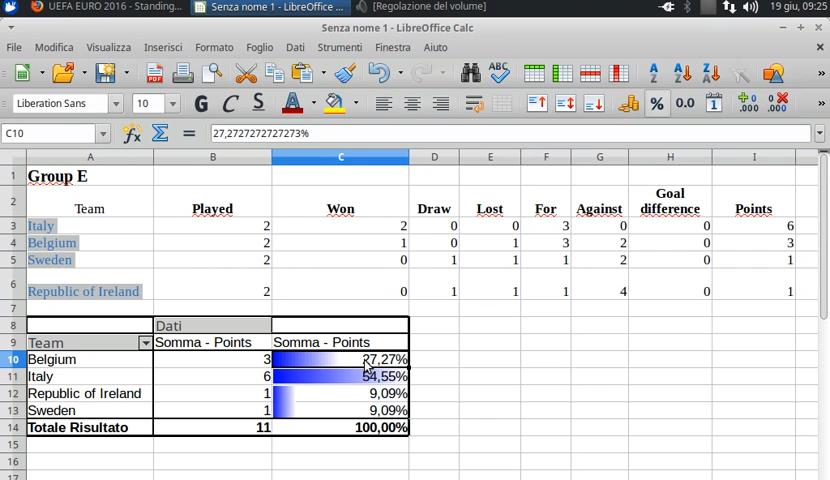 UEFA EURO 2016 - Standing... Senza nome 1 - LibreOffice ... [Regolazione del volume] 19 giu, 09:25
Senza nome 1 - LibreOffice Calc
File Modifica Visualizza Inserisci Formato Foglio Dati Strumenti Finestra Aiuto
Liberation Sans 10 G C S % 0.0
C10 27,2727272727273%
A B C D E F G H I
1 Group E
2 Team Played Won Draw Lost For Against Goal difference Points
3 Italy 2 2 0 0 3 0 0 6
4 Belgium 2 1 0 1 3 2 0 3
5 Sweden 2 0 1 1 1 2 0 1
6 Republic of Ireland 2 0 1 1 1 4 0 1
7
8 Dati
9 Team Somma - Points Somma - Points
10 Belgium 3 27,27%
11 Italy 6 54,55%
12 Republic of Ireland 1 9,09%
13 Sweden 1 9,09%
14 Totale Risultato 11 100,00%
15
16
17